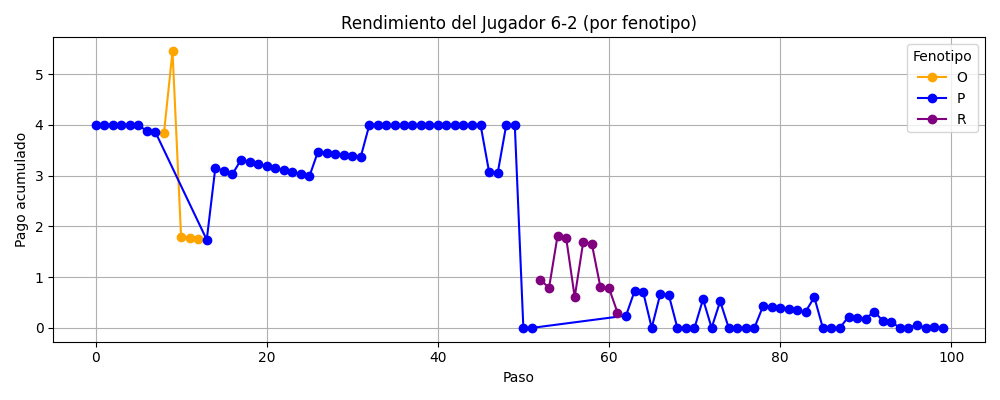 Rendimiento del Jugador 6-2 (por fenotipo)
Pago acumulado
5
4
3
2
1
0
Fenotipo
O
P
R
0 20 40 60 80 100
Paso